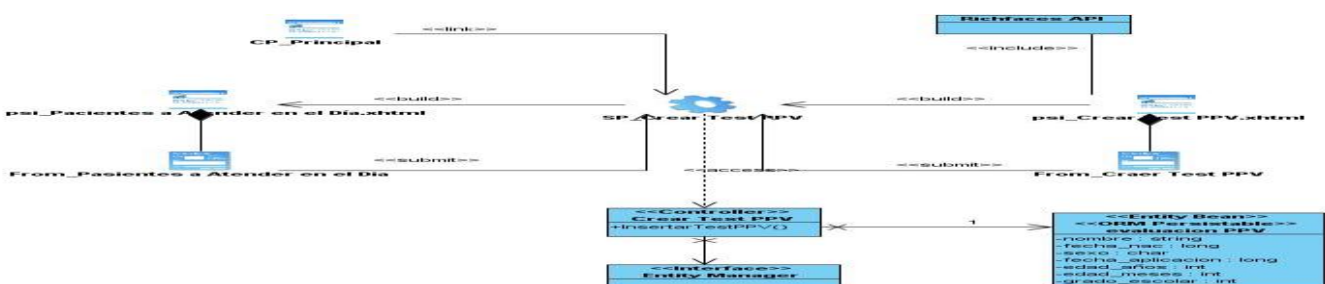 Richfaces API
<<link>>
CP_Principal
<<include>>
<<build>>
<<build>>
psi_Pacientes a Atender en el Día.xhtml
SP_Crear Test PPV
psi_Crear Test PPV.xhtml
<<submit>>
<<submit>>
<<access>>
From_Pasientes a Atender en el Dia
From_Craer Test PPV
<<Controller>>
Crear Test PPV
+InsertarTestPPV()
1
<<Entity Bean>>
<<ORM Persistable>>
evaluacion PPV
-nombre : string
-fecha_nac : long
-sexo : char
-fecha_aplicacion : long
-edad_años : int
-edad_meses : int
-grado_escolar : int
<<Interface>>
Entity Manager